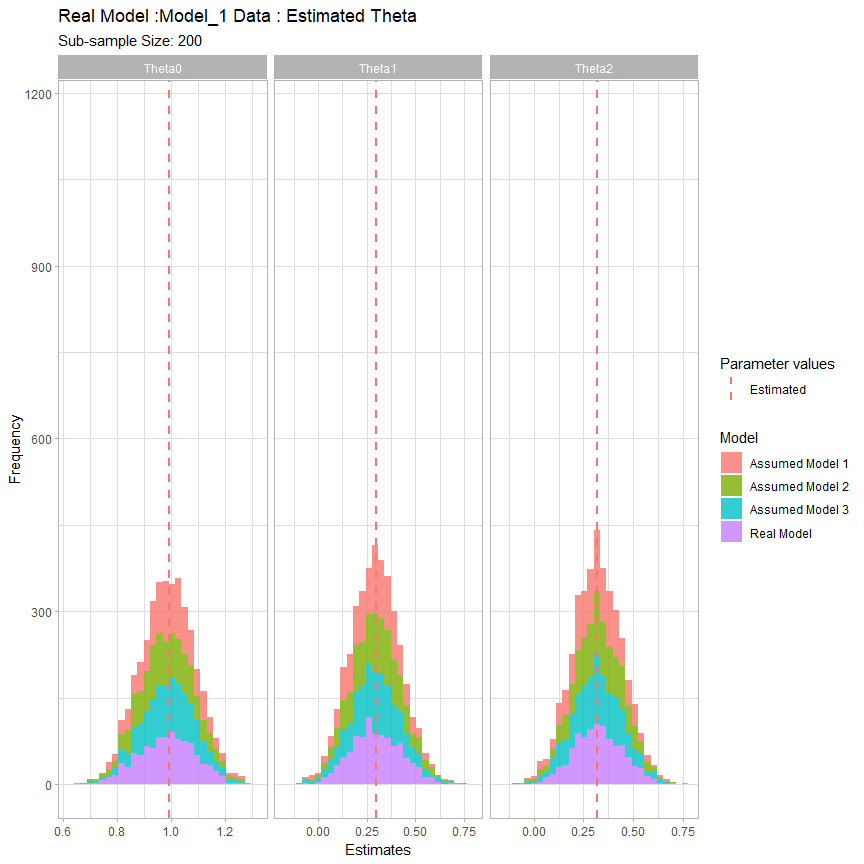 Real Model :Model_1 Data : Estimated Theta
Sub-sample Size: 200
Theta0 Theta1 Theta2
1200
900
600
300
0
Frequency
0.6 0.8 1.0 1.2 0.00 0.25 0.50 0.75 0.00 0.25 0.50 0.75
Estimates
Parameter values
Estimated
Model
Assumed Model 1
Assumed Model 2
Assumed Model 3
Real Model